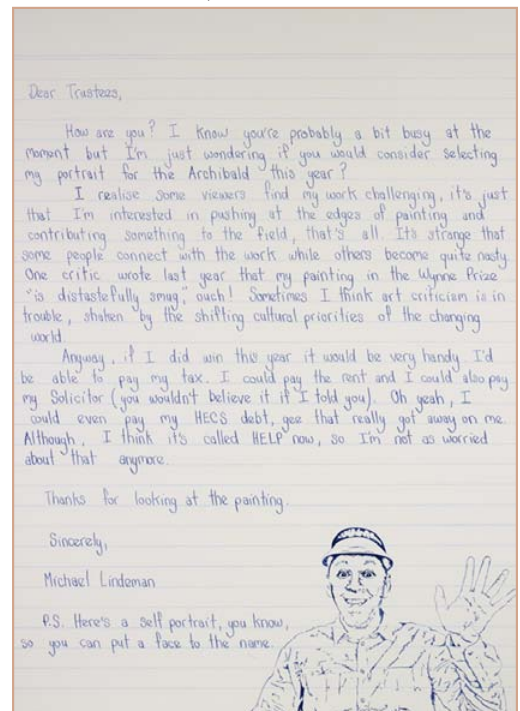 Dear Trustees,
How are you? I know you're probably a bit busy at the
moment but I'm just wondering if you would consider selecting
my portrait for the Archibald this year?
I realise some viewers find my work challenging, it's just
that I'm interested in pushing at the edges of painting and
contributing something to the field, that's all. It's strange that
some people connect with the work while others become quite nasty.
One critic wrote last year that my painting in the Wynne Prize
"is distastefully smug", ouch! Sometimes I think art criticism is in
trouble, shaken by the shifting cultural priorities of the changing
world.
Anyway, if I did win this year it would be very handy. I'd
be able to pay my tax. I could pay the rent and I could also pay
my Solicitor (you wouldn't believe it if I told you). Oh yeah, I
could even pay my HECS debt, gee that really got away on me.
Although, I think it's called HELP now, so I'm not as worried
about that anymore.
Thanks for looking at the painting.
Sincerely,
Michael Lindeman
P.S. Here's a self portrait, you know,
so you can put a face to the name.